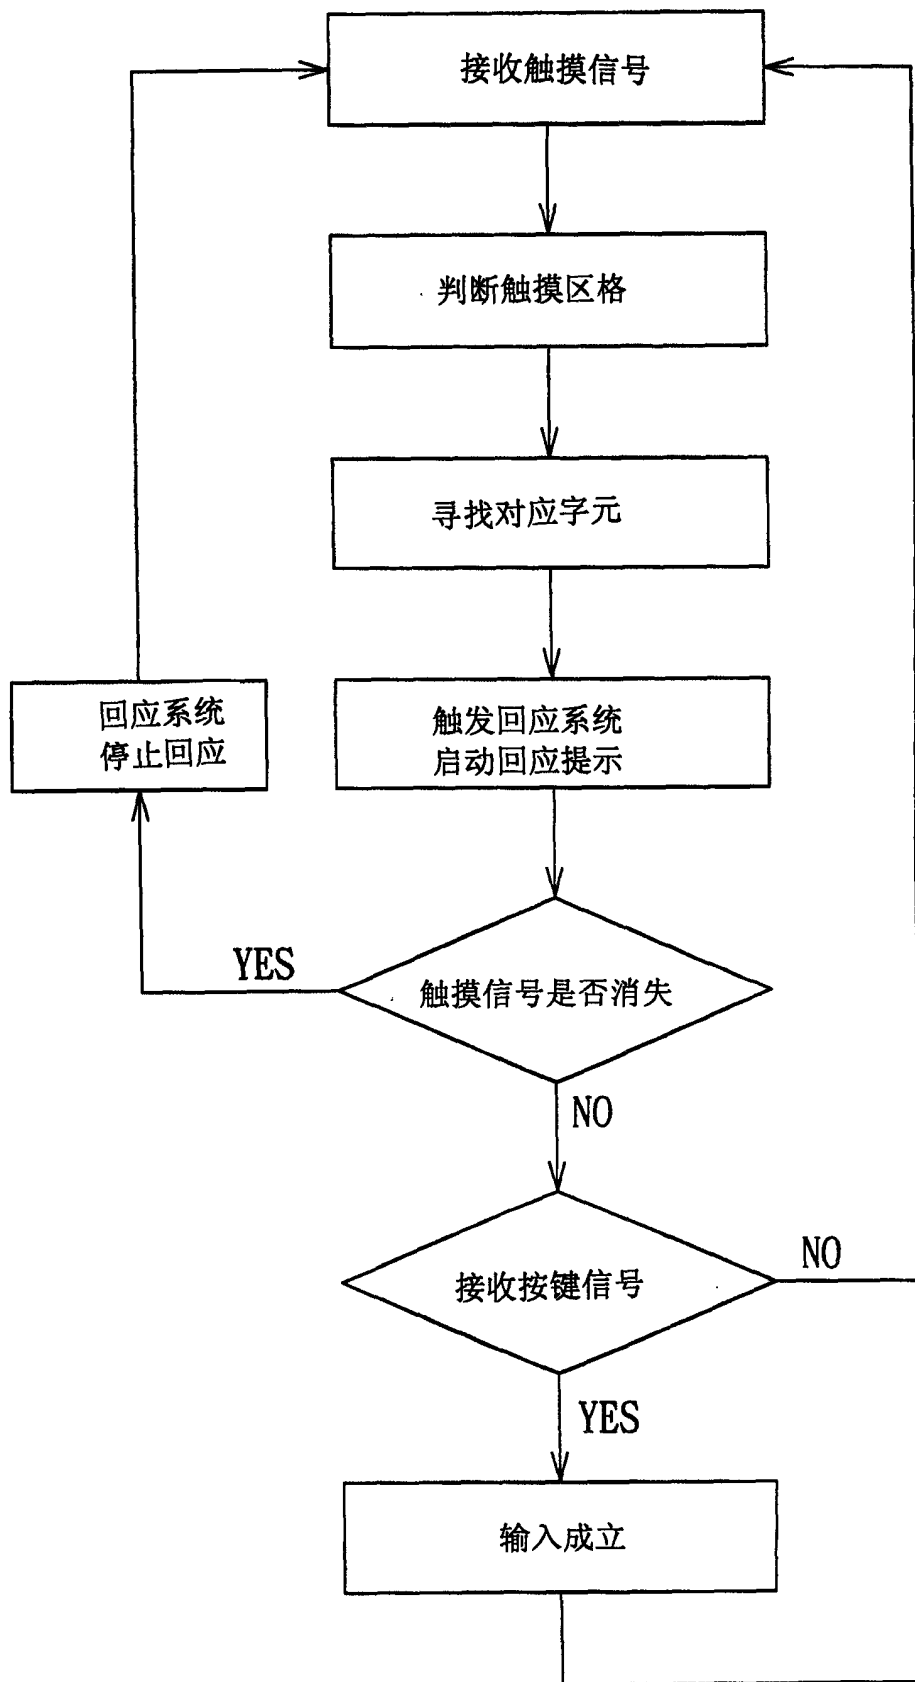 接收触摸信号
判断触摸区格
寻找对应字元
回应系统
停止回应
触发回应系统
启动回应提示
YES
触摸信号是否消失
NO
接收按键信号
NO
YES
输入成立